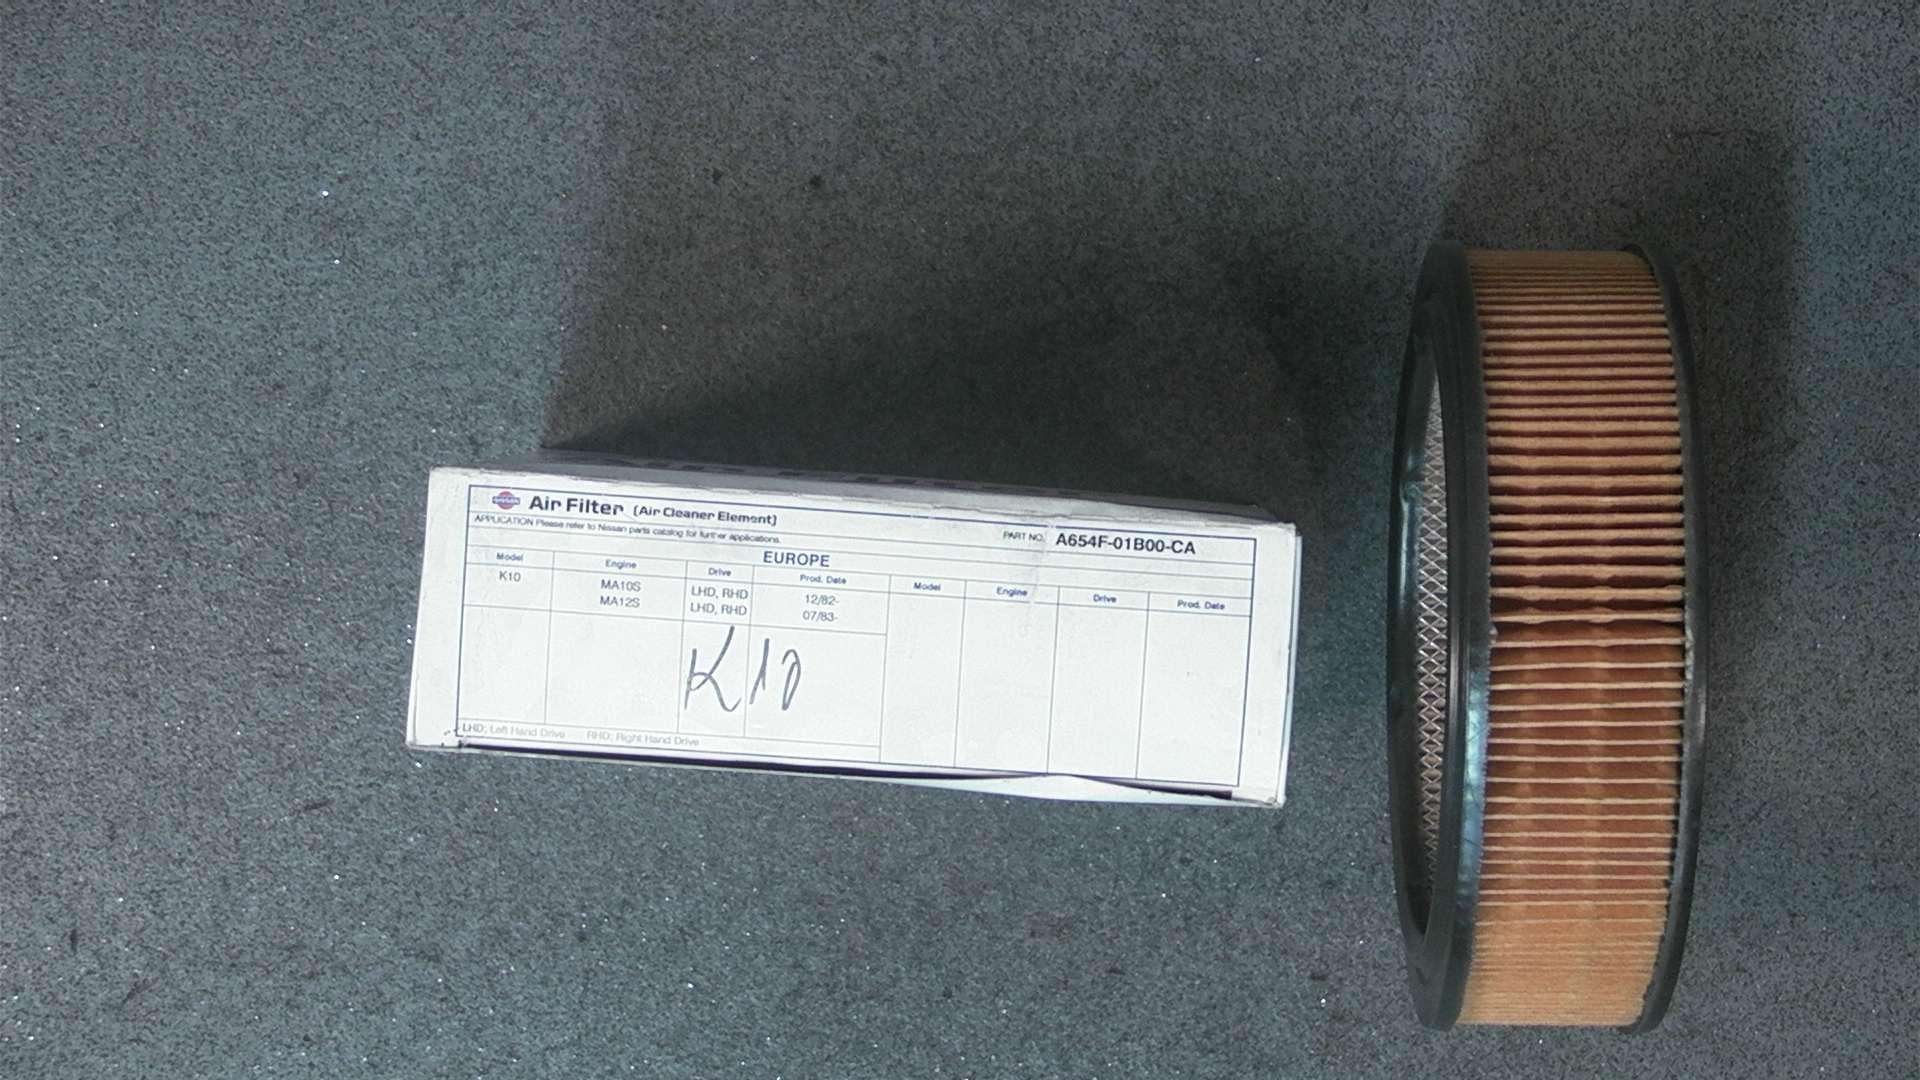 NISSAN Air Filter (Air Cleaner Element)
APPLICATION Please refer to Nissan parts catalog for further applications.
PART NO. A654F-01B00-CA
EUROPE
Model Engine Drive Prod. Date Model Engine Drive Prod. Date
K10 MA10S LHD, RHD 12/82-
MA12S LHD, RHD 07/83-
K10
LHD; Left Hand Drive RHD; Right Hand Drive